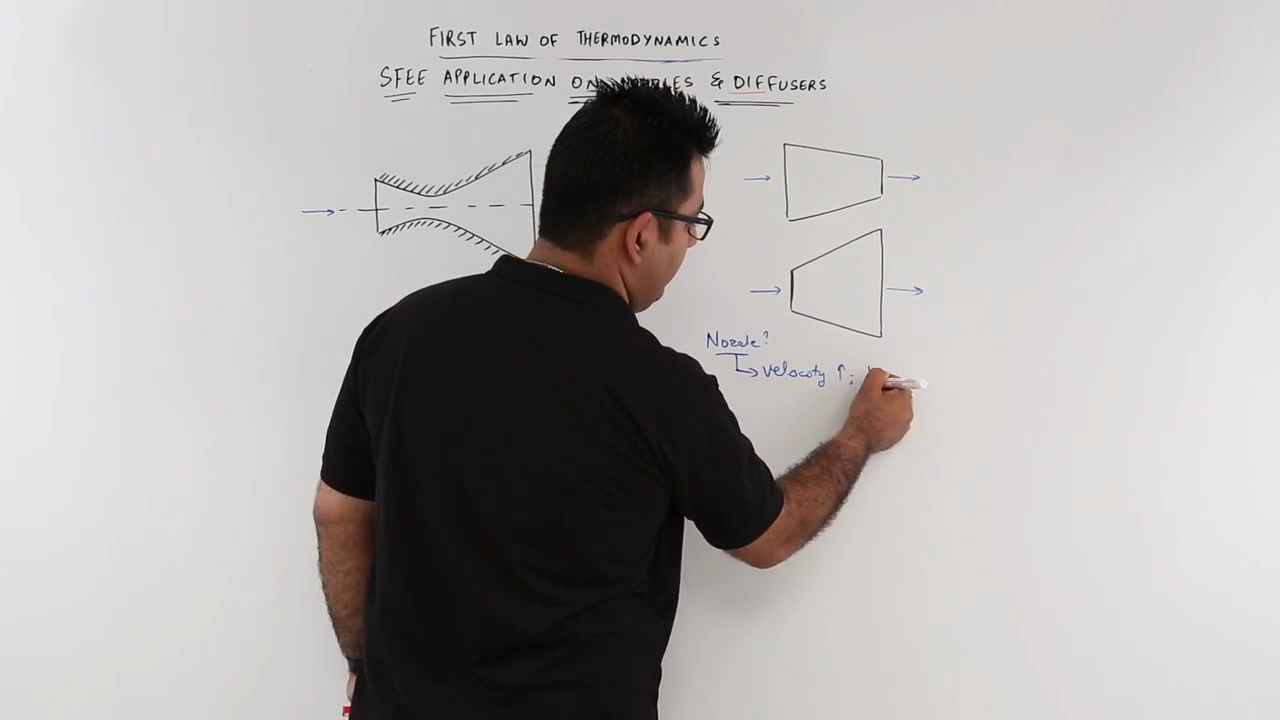 FIRST LAW OF THERMODYNAMICS
SFEE APPLICATION ON & DIFFUSERS
Nozzle?
velocity ↑ ;